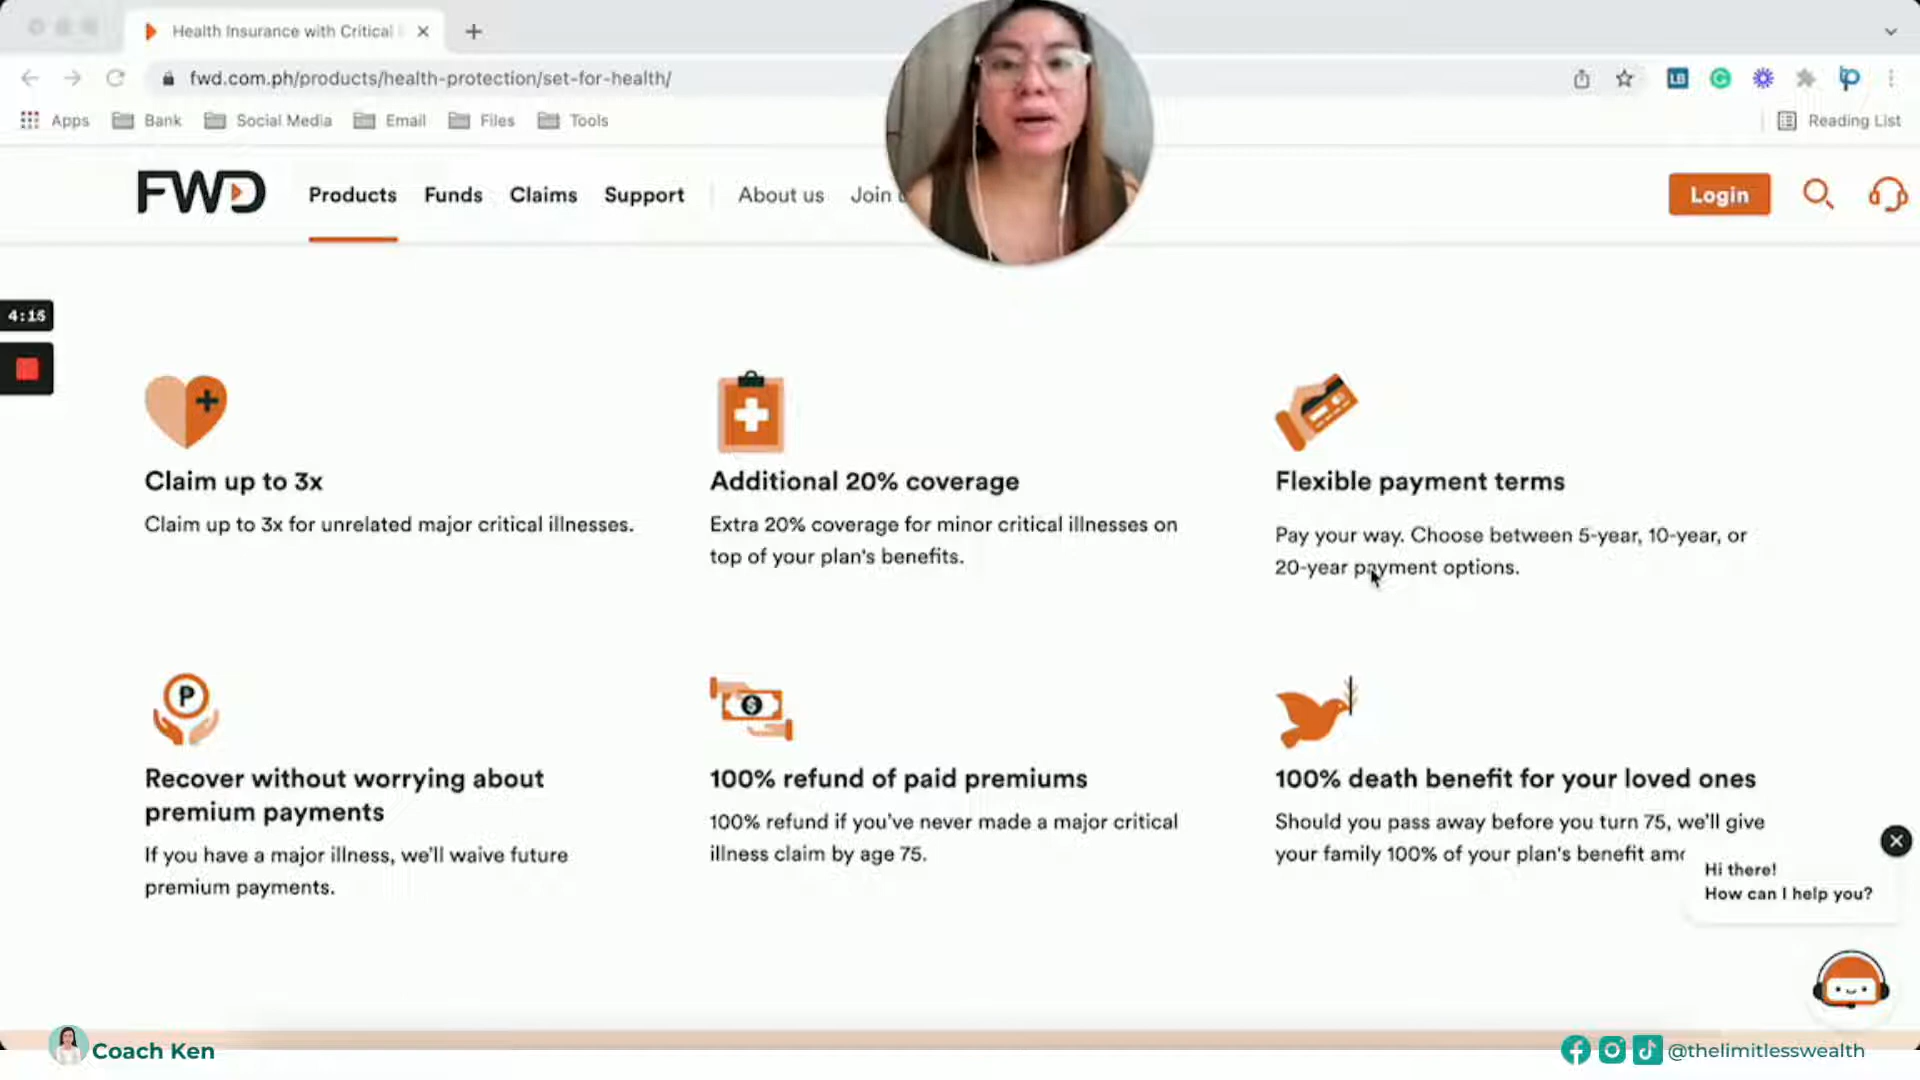 Health Insurance with Critical
fwd.com.ph/products/health-protection/set-for-health/
LB
Apps
Bank
Social Media
Email
Files
Tools
Reading List
FWD
Products
Funds
Claims
Support
About us
Join
Login
4:15
Claim up to 3x
Claim up to 3x for unrelated major critical illnesses.
Additional 20% coverage
Extra 20% coverage for minor critical illnesses on
top of your plan's benefits.
Flexible payment terms
Pay your way. Choose between 5-year, 10-year, or
20-year payment options.
Recover without worrying about
premium payments
If you have a major illness, we'll waive future
premium payments.
100% refund of paid premiums
100% refund if you've never made a major critical
illness claim by age 75.
100% death benefit for your loved ones
Should you pass away before you turn 75, we'll give
your family 100% of your plan's benefit
Hi there!
How can I help you?
Coach Ken
@thelimitlesswealth